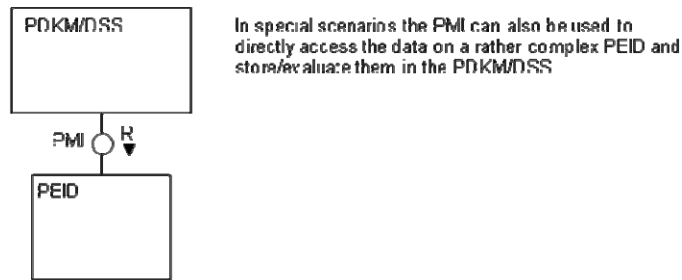 PDKM/DSS
In special scenarios the PMI can also be used to
directly access the data on a rather complex PEID and
store/evaluate them in the PDKM/DSS
PMI
R
PEID